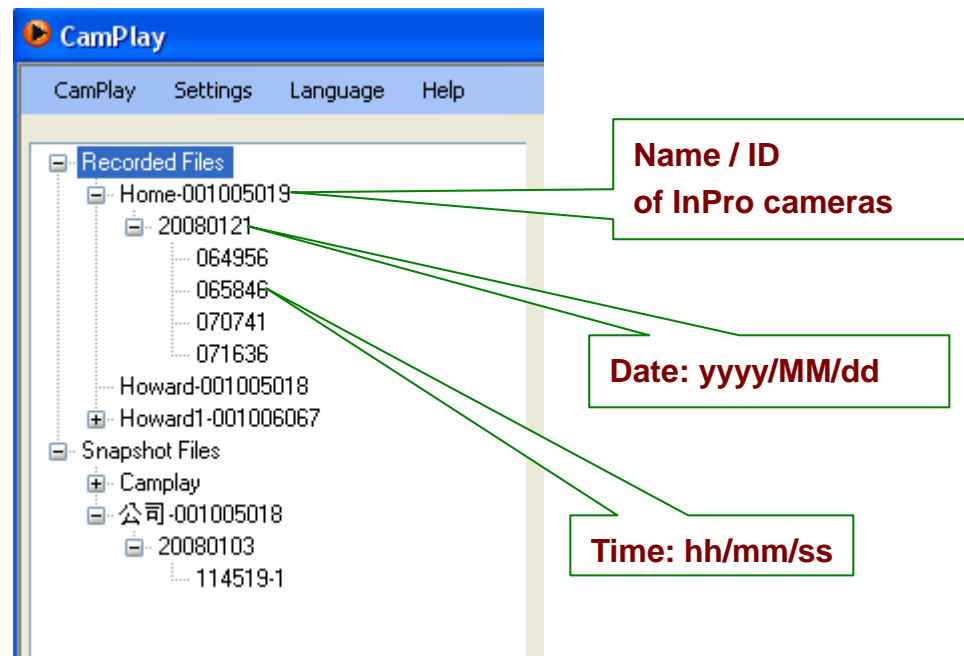 CamPlay
CamPlay Settings Language Help
Recorded Files
Home-001005019
20080121
064956
065846
070741
071636
Howard-001005018
Howard1-001006067
Snapshot Files
Camplay
公司-001005018
20080103
114519-1
Name / ID
of InPro cameras
Date: yyyy/MM/dd
Time: hh/mm/ss